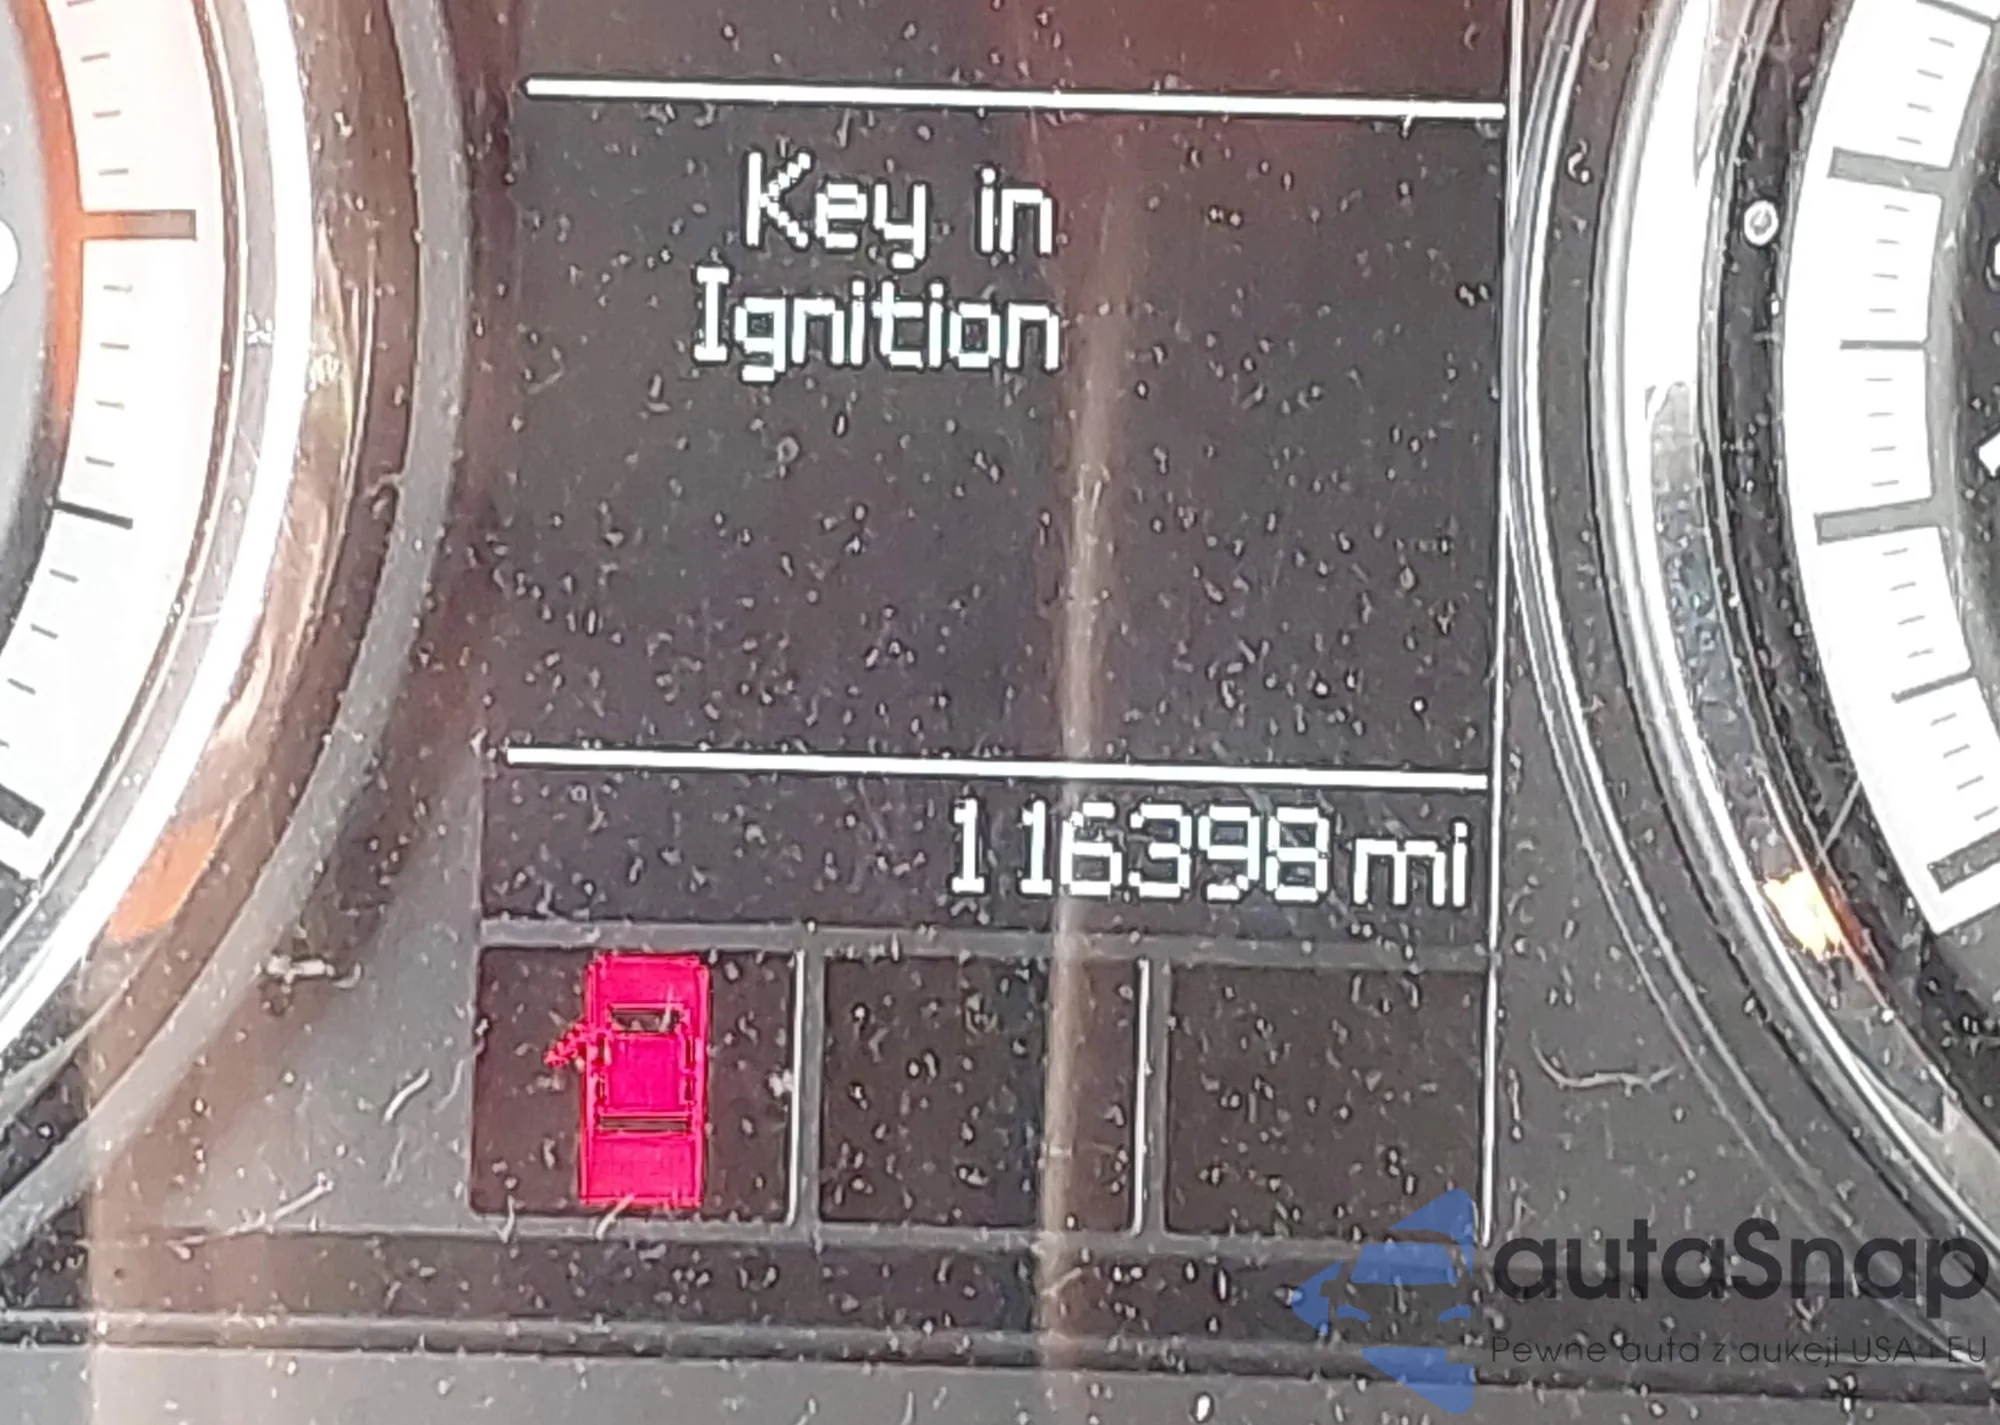 Key in
Ignition
116398 mi
autaSnap
Pewne auta z aukcji USA i EU